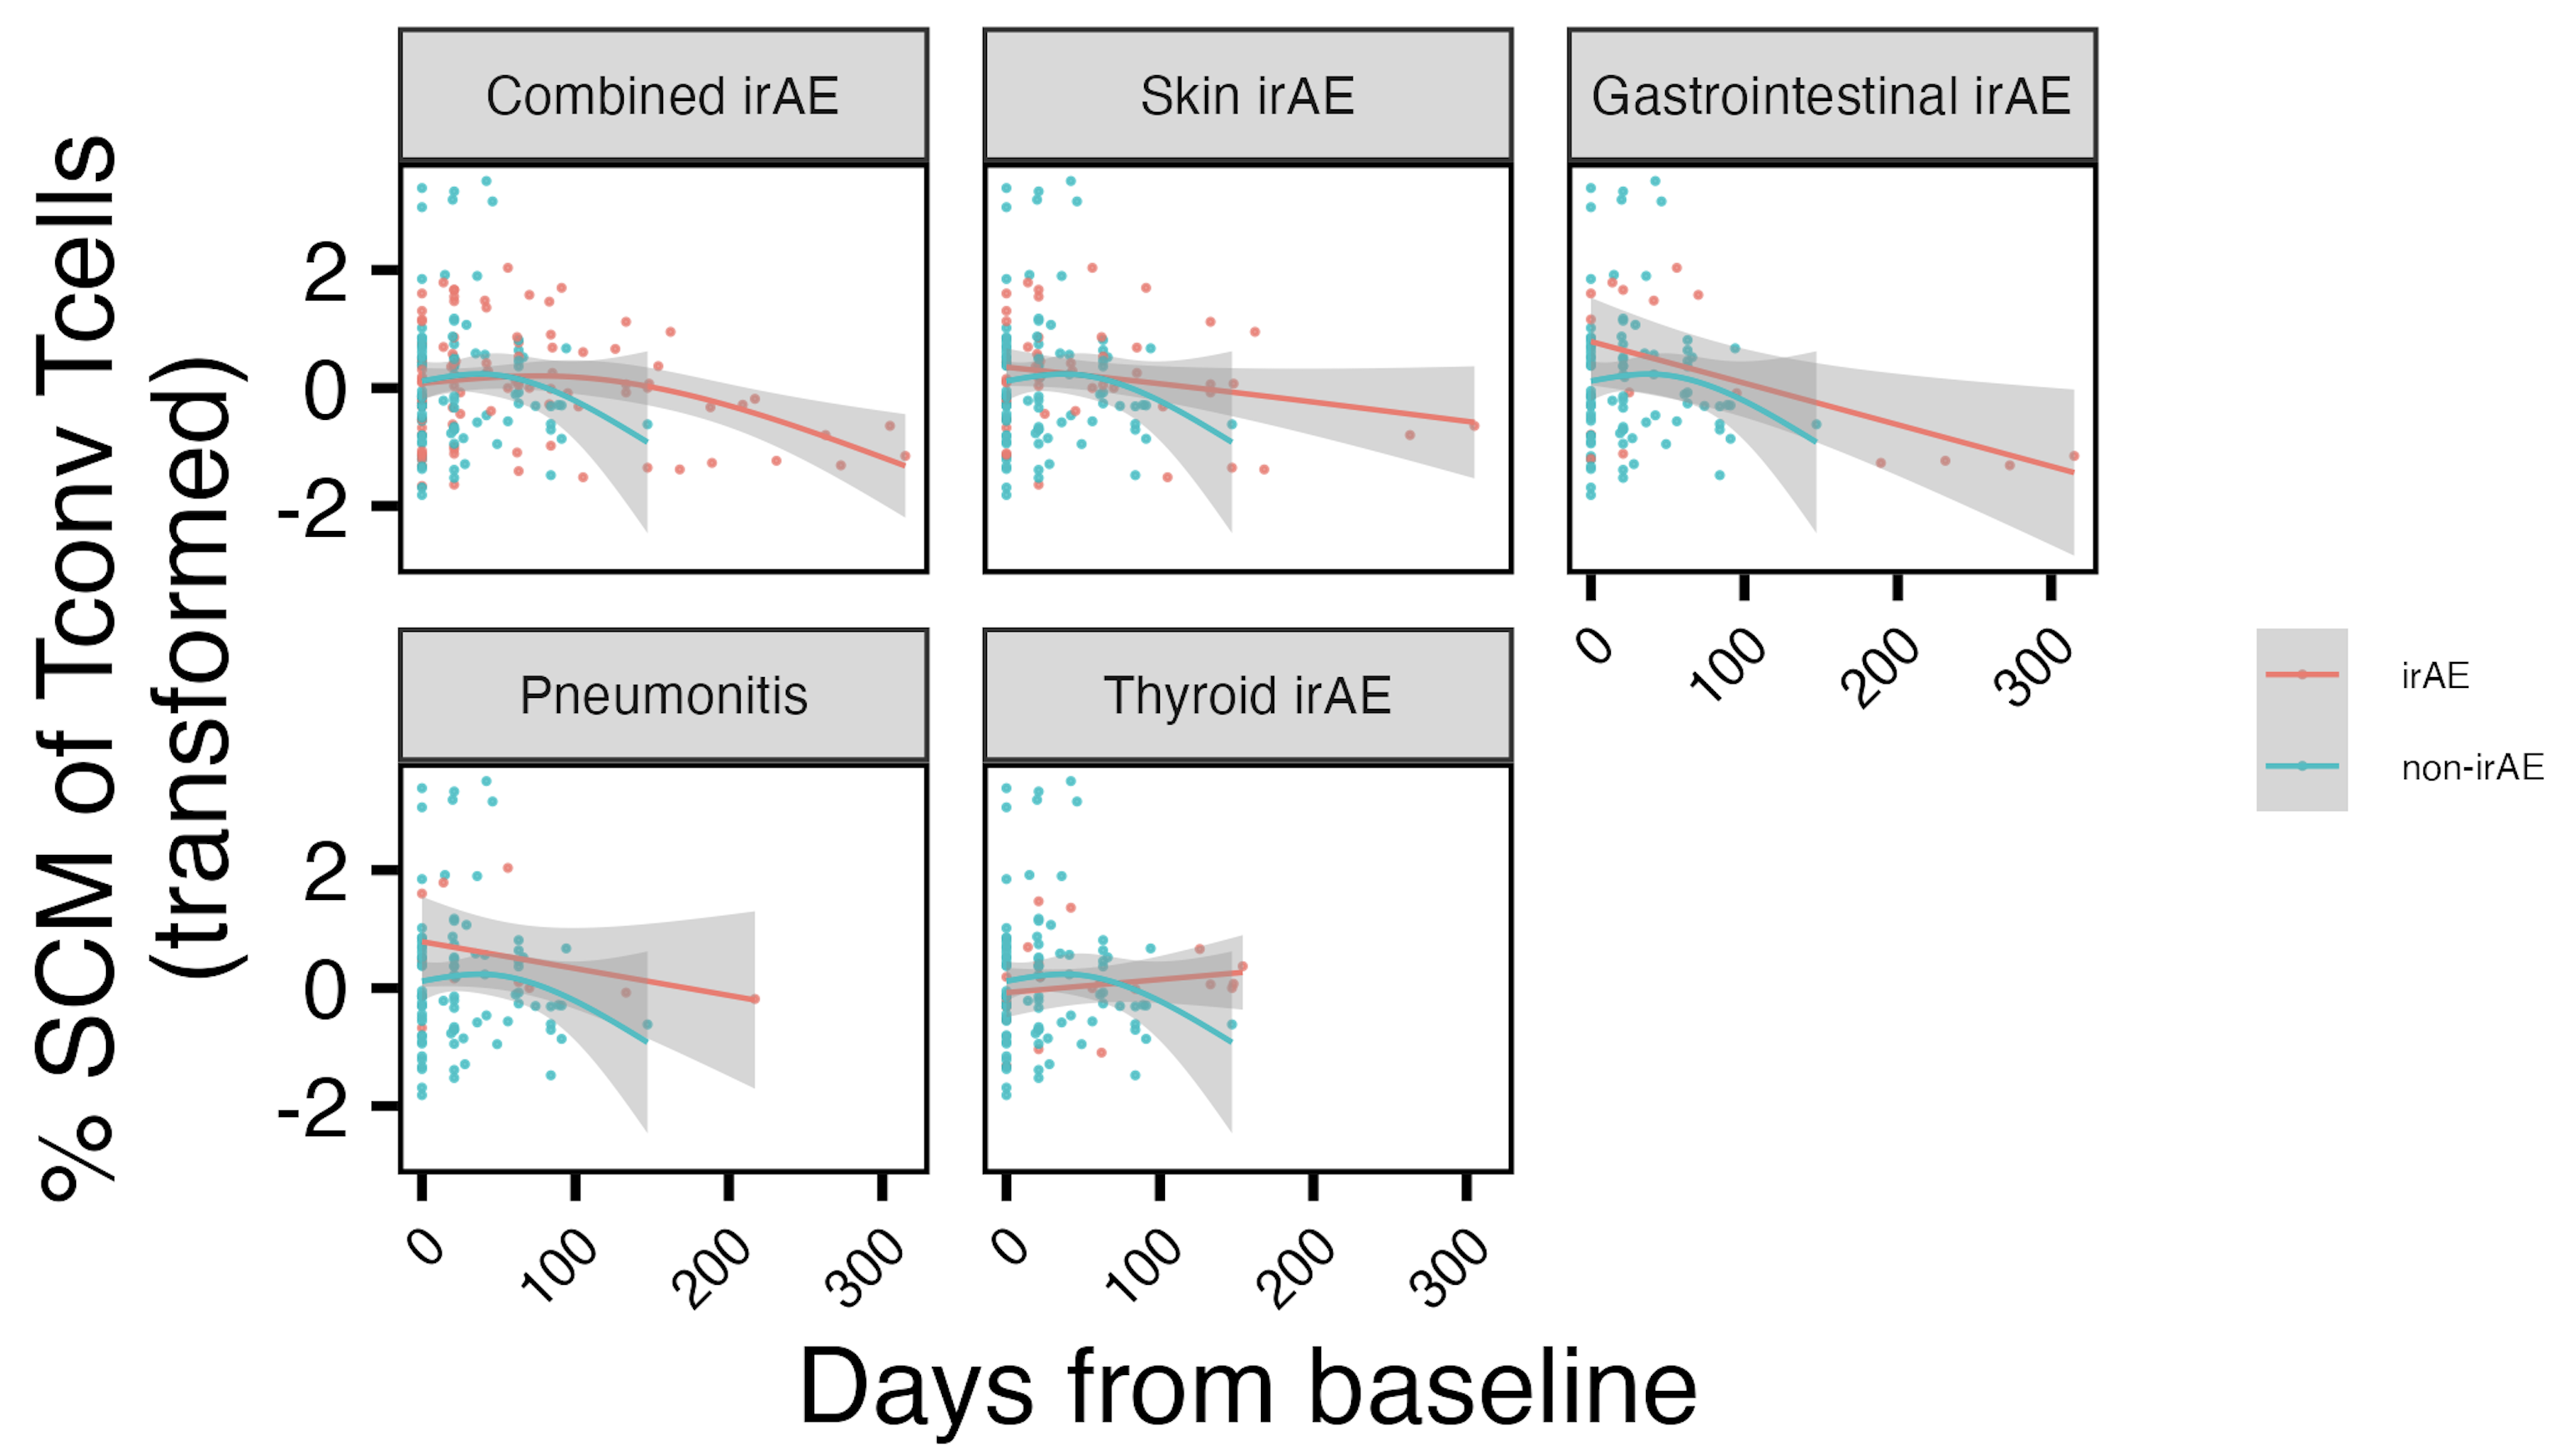 % SCM of Tconv Tcells
(transformed)
Combined irAE
Skin irAE
Gastrointestinal irAE
2
0
-2
0
100
200
300
Pneumonitis
Thyroid irAE
2
0
-2
0
100
200
300
0
100
200
300
Days from baseline
irAE
non-irAE